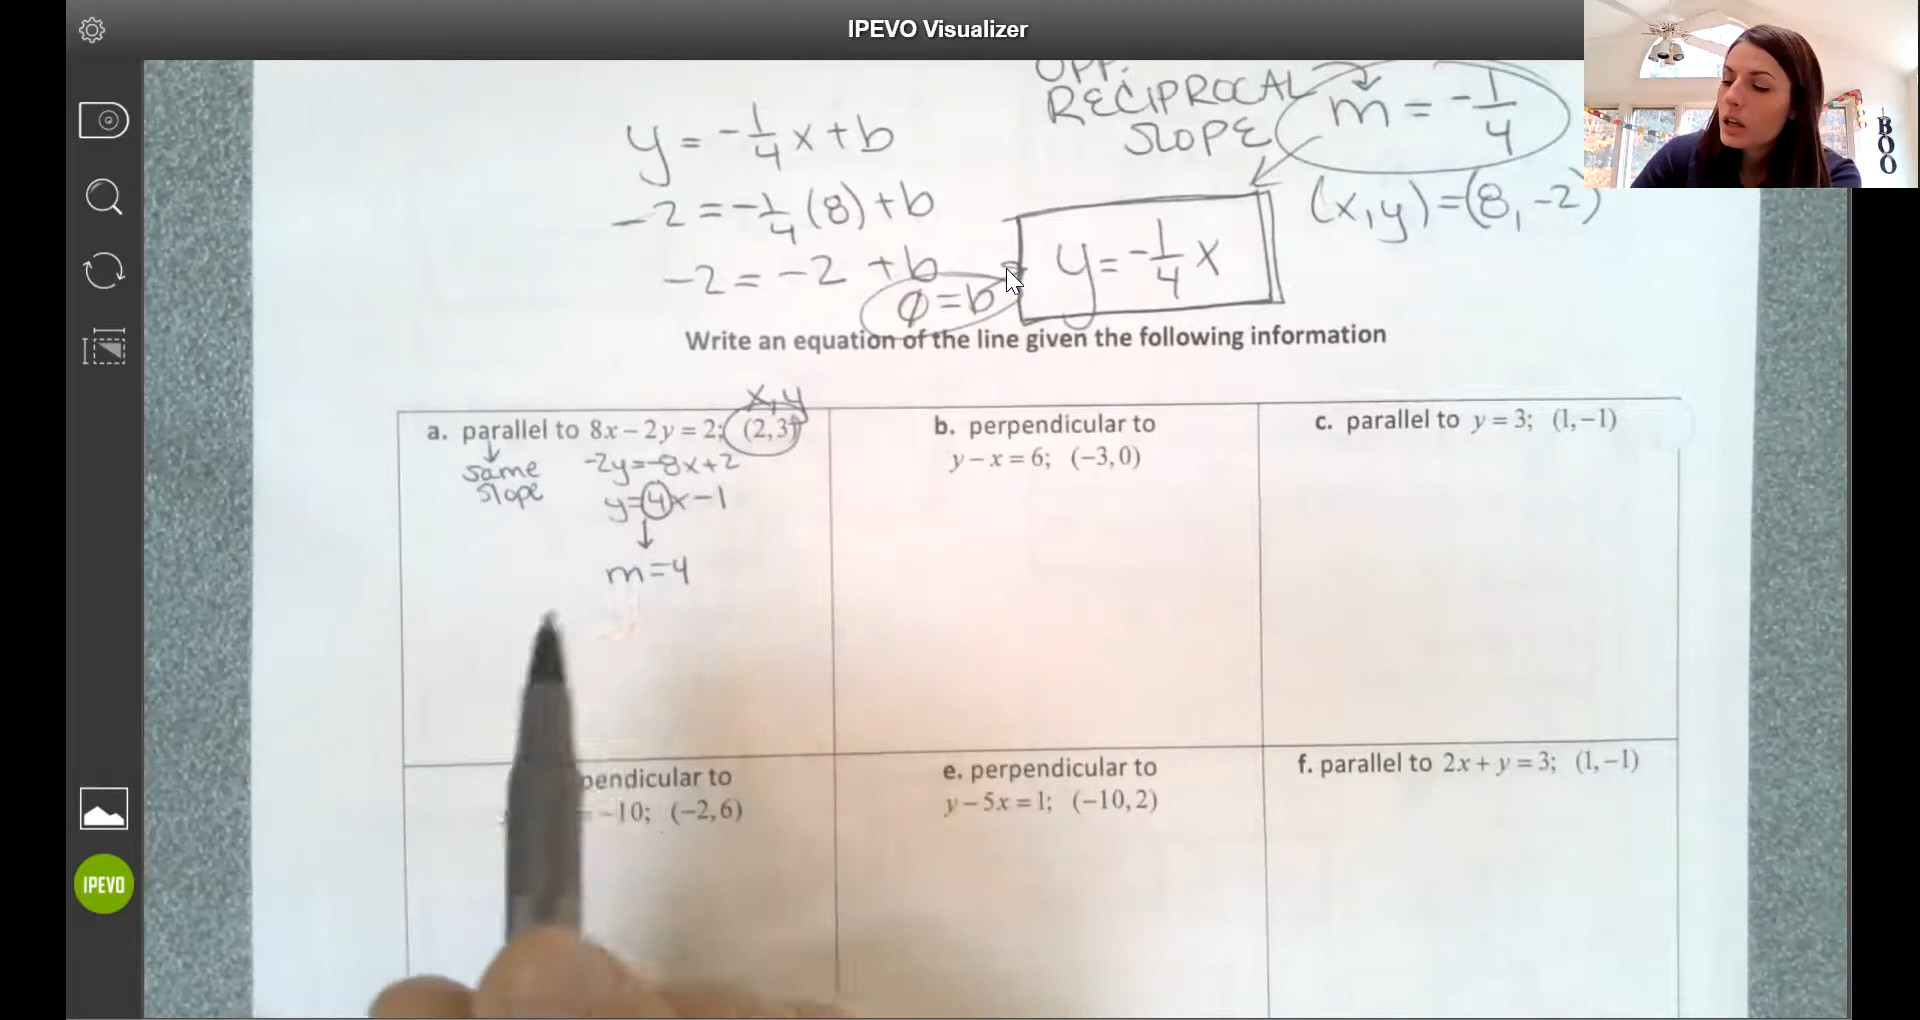 IPEVO Visualizer
OPP.
RECIPROCAL
SLOPE
m = -1/4
(x,y)=(8,-2)
y = -1/4 x + b
-2 = -1/4 (8) + b
-2 = -2 + b
Ø = b
y = -1/4 x
BOO
Write an equation of the line given the following information
x,y
a. parallel to 8x – 2y = 2; (2,3)
same
slope
-2y=-8x+2
y=4x-1
m=4
b. perpendicular to
y – x = 6; (−3,0)
c. parallel to y = 3; (1,−1)
pendicular to
= −10; (−2,6)
e. perpendicular to
y – 5x = 1; (−10,2)
f. parallel to 2x + y = 3; (1,−1)
IPEVO